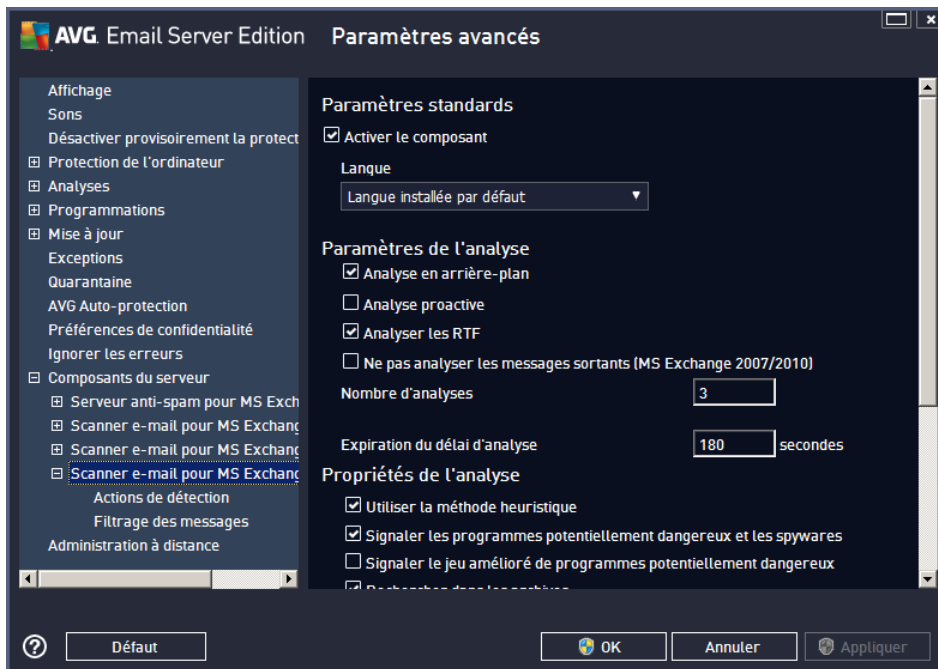 AVG. Email Server Edition Paramètres avancés
Affichage
Sons
Désactiver provisoirement la protect
Protection de l'ordinateur
Analyses
Programmations
Mise à jour
Exceptions
Quarantaine
AVG Auto-protection
Préférences de confidentialité
Ignorer les erreurs
Composants du serveur
Serveur anti-spam pour MS Exch
Scanner e-mail pour MS Exchang
Scanner e-mail pour MS Exchang
Scanner e-mail pour MS Exchang
Actions de détection
Filtrage des messages
Administration à distance
Paramètres standards
Activer le composant
Langue
Langue installée par défaut
Paramètres de l'analyse
Analyse en arrière-plan
Analyse proactive
Analyser les RTF
Ne pas analyser les messages sortants (MS Exchange 2007/2010)
Nombre d'analyses 3
Expiration du délai d'analyse 180 secondes
Propriétés de l'analyse
Utiliser la méthode heuristique
Signaler les programmes potentiellement dangereux et les spywares
Signaler le jeu amélioré de programmes potentiellement dangereux
Rechercher dans les archives
? Défaut OK Annuler Appliquer